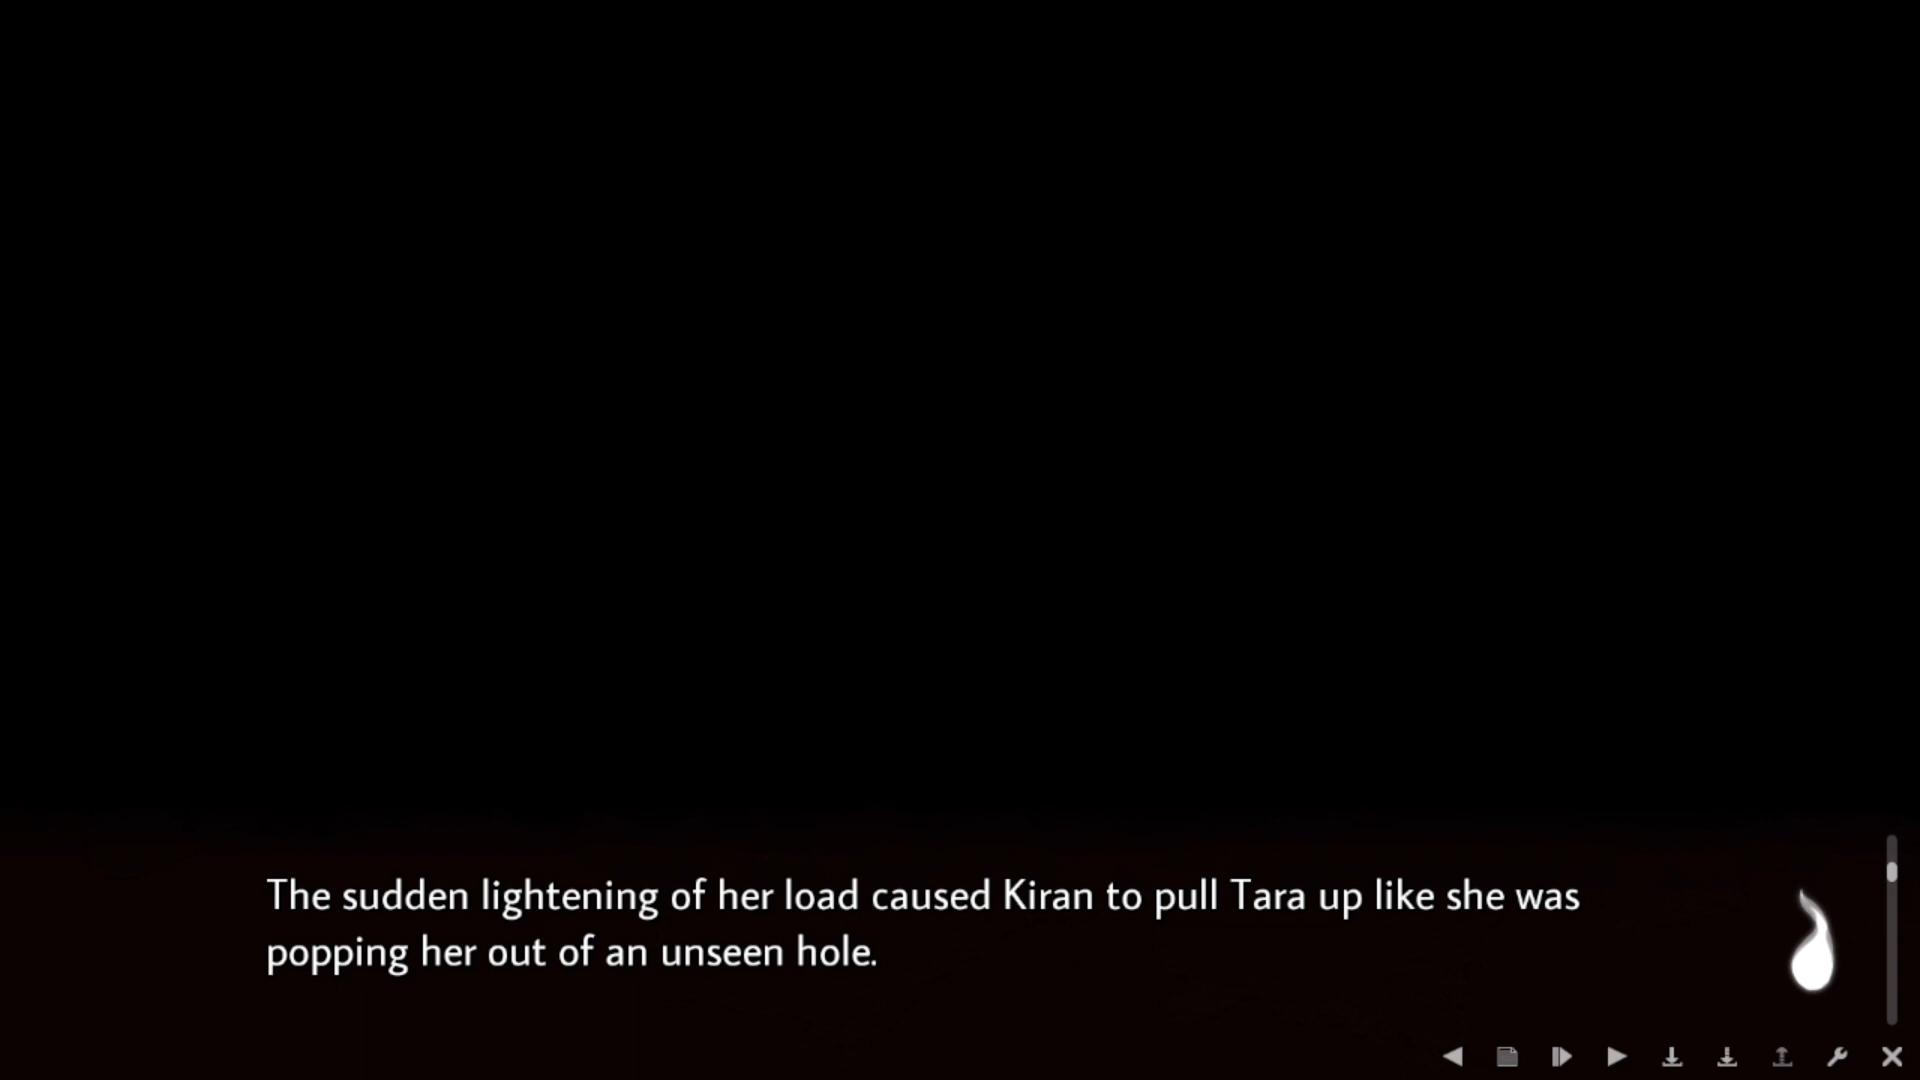 The sudden lightening of her load caused Kiran to pull Tara up like she was
popping her out of an unseen hole.